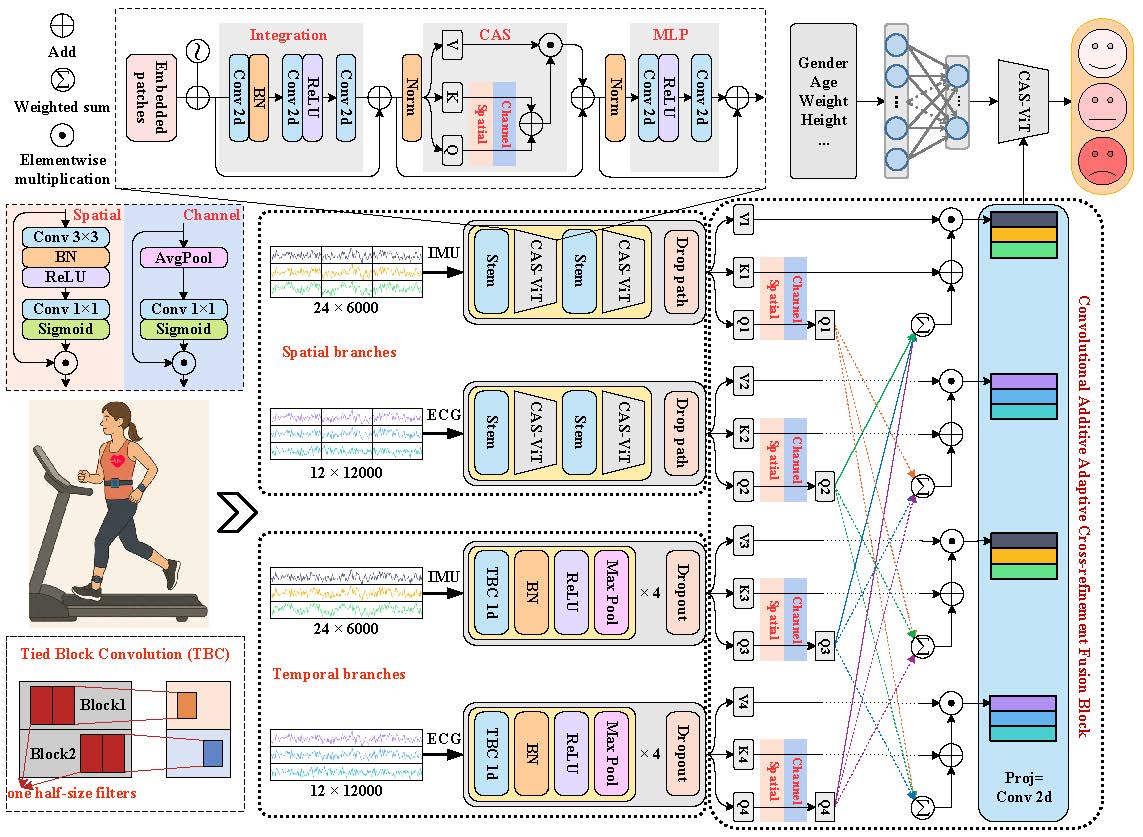 Add
Weighted sum
Elementwise
multiplication
Embedded
patches
Integration
Conv 2d
BN
Conv 2d
ReLU
Conv 2d
Norm
CAS
V
K
Q
Spatial
Channel
Norm
MLP
Conv 2d
ReLU
Conv 2d
Gender
Age
Weight
Height
...
...
...
CAS-ViT
Spatial
Conv 3×3
BN
ReLU
Conv 1×1
Sigmoid
Channel
AvgPool
Conv 1×1
Sigmoid
Tied Block Convolution (TBC)
Block1
Block2
one half-size filters
IMU
24 × 6000
Stem
CAS-ViT
Stem
CAS-ViT
Drop path
Spatial branches
ECG
12 × 12000
Stem
CAS-ViT
Stem
CAS-ViT
Drop path
IMU
24 × 6000
TBC 1d
BN
ReLU
Max Pool
× 4
Dropout
Temporal branches
ECG
12 × 12000
TBC 1d
BN
ReLU
Max Pool
× 4
Dropout
V1
K1
Q1
Spatial
Channel
Q1
V2
K2
Q2
Spatial
Channel
Q2
V3
K3
Q3
Spatial
Channel
Q3
V4
K4
Q4
Spatial
Channel
Q4
Σ
Σ
Σ
Σ
Proj=
Conv 2d
Convolutional Additive Adaptive Cross-refinement Fusion Block